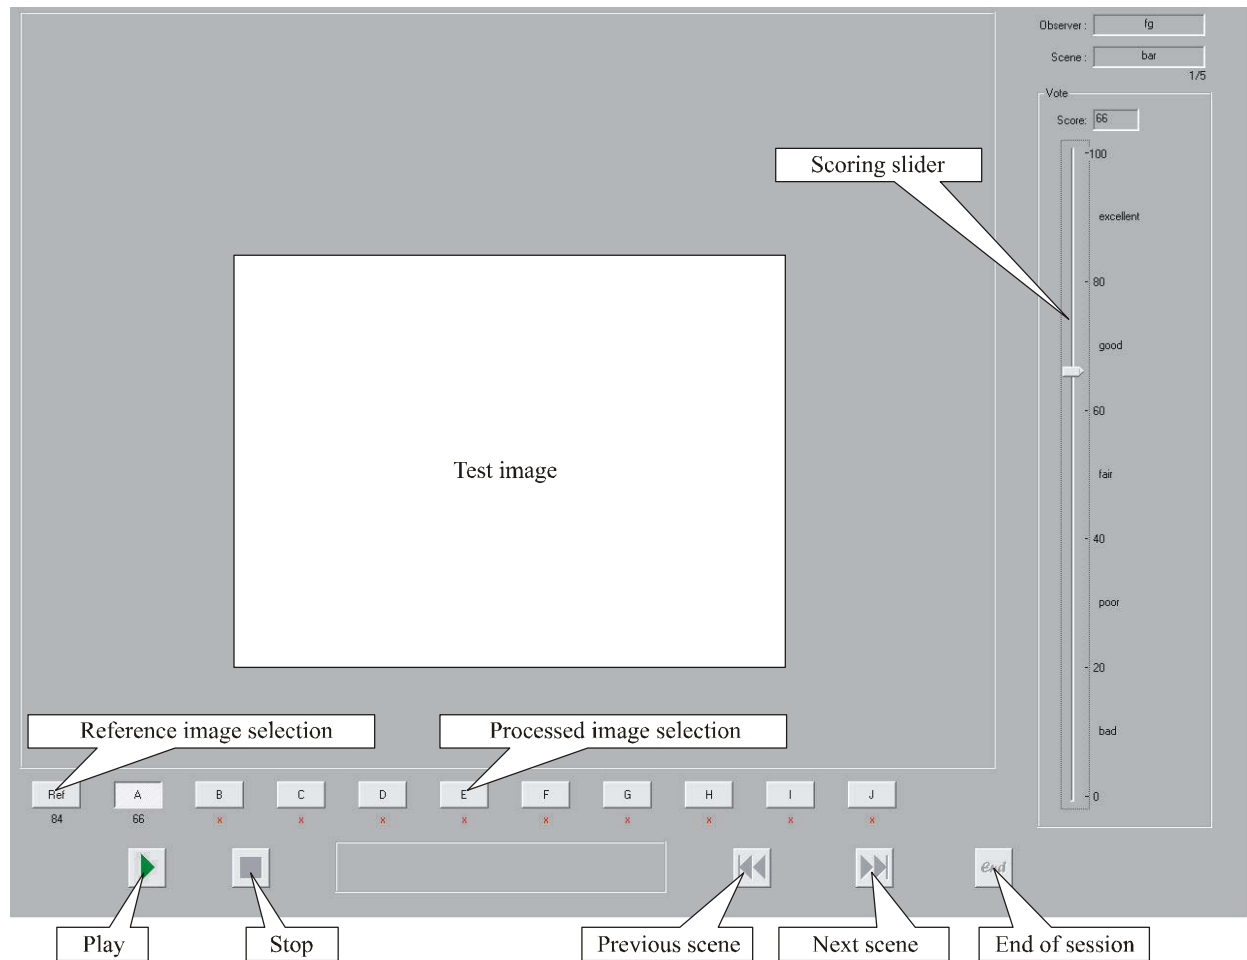 Observer : fg
Scene : bar
1/5
Vote
Score: 66
Scoring slider
100
excellent
80
good
60
Test image
fair
40
poor
20
bad
0
Reference image selection
Processed image selection
Ref A B C D E F G H I J
84 66 x x x x x x x x x
End
Play
Stop
Previous scene
Next scene
End of session